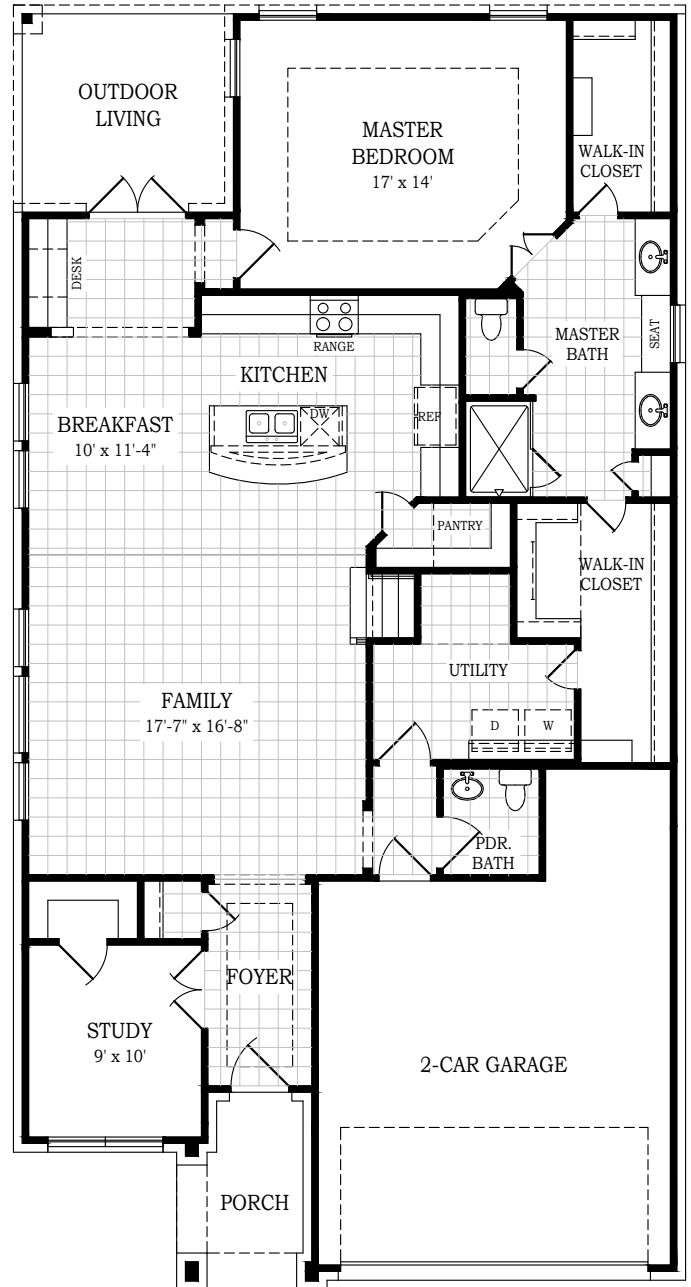 OUTDOOR
LIVING
MASTER
BEDROOM
17' x 14'
WALK-IN
CLOSET
DESK
MASTER
BATH
SEAT
RANGE
KITCHEN
DW
REF
BREAKFAST
10' x 11'-4"
PANTRY
WALK-IN
CLOSET
UTILITY
D
W
FAMILY
17'-7" x 16'-8"
PDR.
BATH
FOYER
STUDY
9' x 10'
2-CAR GARAGE
PORCH